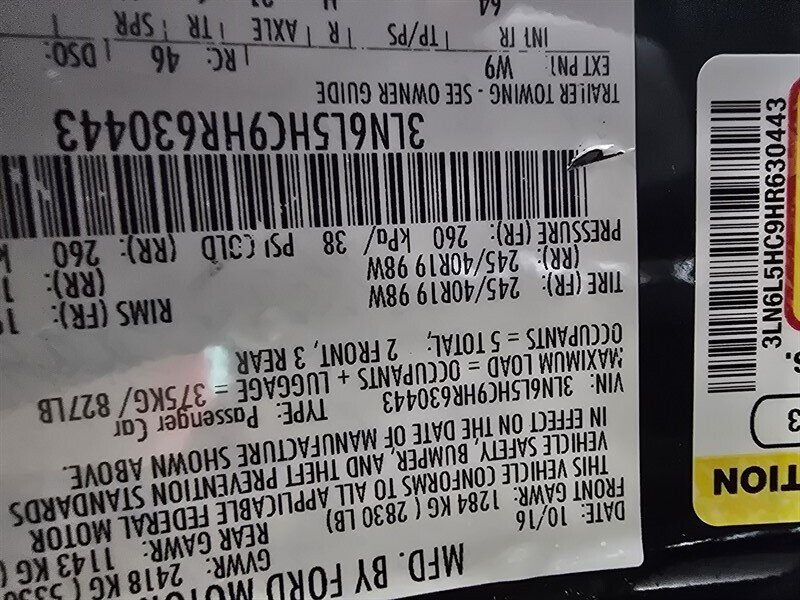 MFD. BY FORD MOTOR
DATE: 10/16 GVWR: 2418 KG
FRONT GAWR: 1284 KG ( 2830 LB) REAR GAWR: 1143 KG (
THIS VEHICLE CONFORMS TO ALL APPLICABLE FEDERAL MOTOR
VEHICLE SAFETY, BUMPER, AND THEFT PREVENTION STANDARDS
IN EFFECT ON THE DATE OF MANUFACTURE SHOWN ABOVE.
VIN: 3LN6L5HC9HR630443 TYPE: Passenger Car
MAXIMUM LOAD = OCCUPANTS + LUGGAGE = 375KG/ 827LB
OCCUPANTS = 5 TOTAL; 2 FRONT, 3 REAR
TIRE (FR): 245/40R19 98W RIMS (FR):
(RR): 245/40R19 98W (RR):
PRESSURE (FR): 260 kPa/ 38 PSI COLD (RR): 260
3LN6L5HC9HR630443
TRAILER TOWING - SEE OWNER GUIDE
EXT PNT: W9 RC: 46 DSO:
INT TR TP/PS R AXLE TR SPR
64
TION
3
3LN6L5HC9HR630443